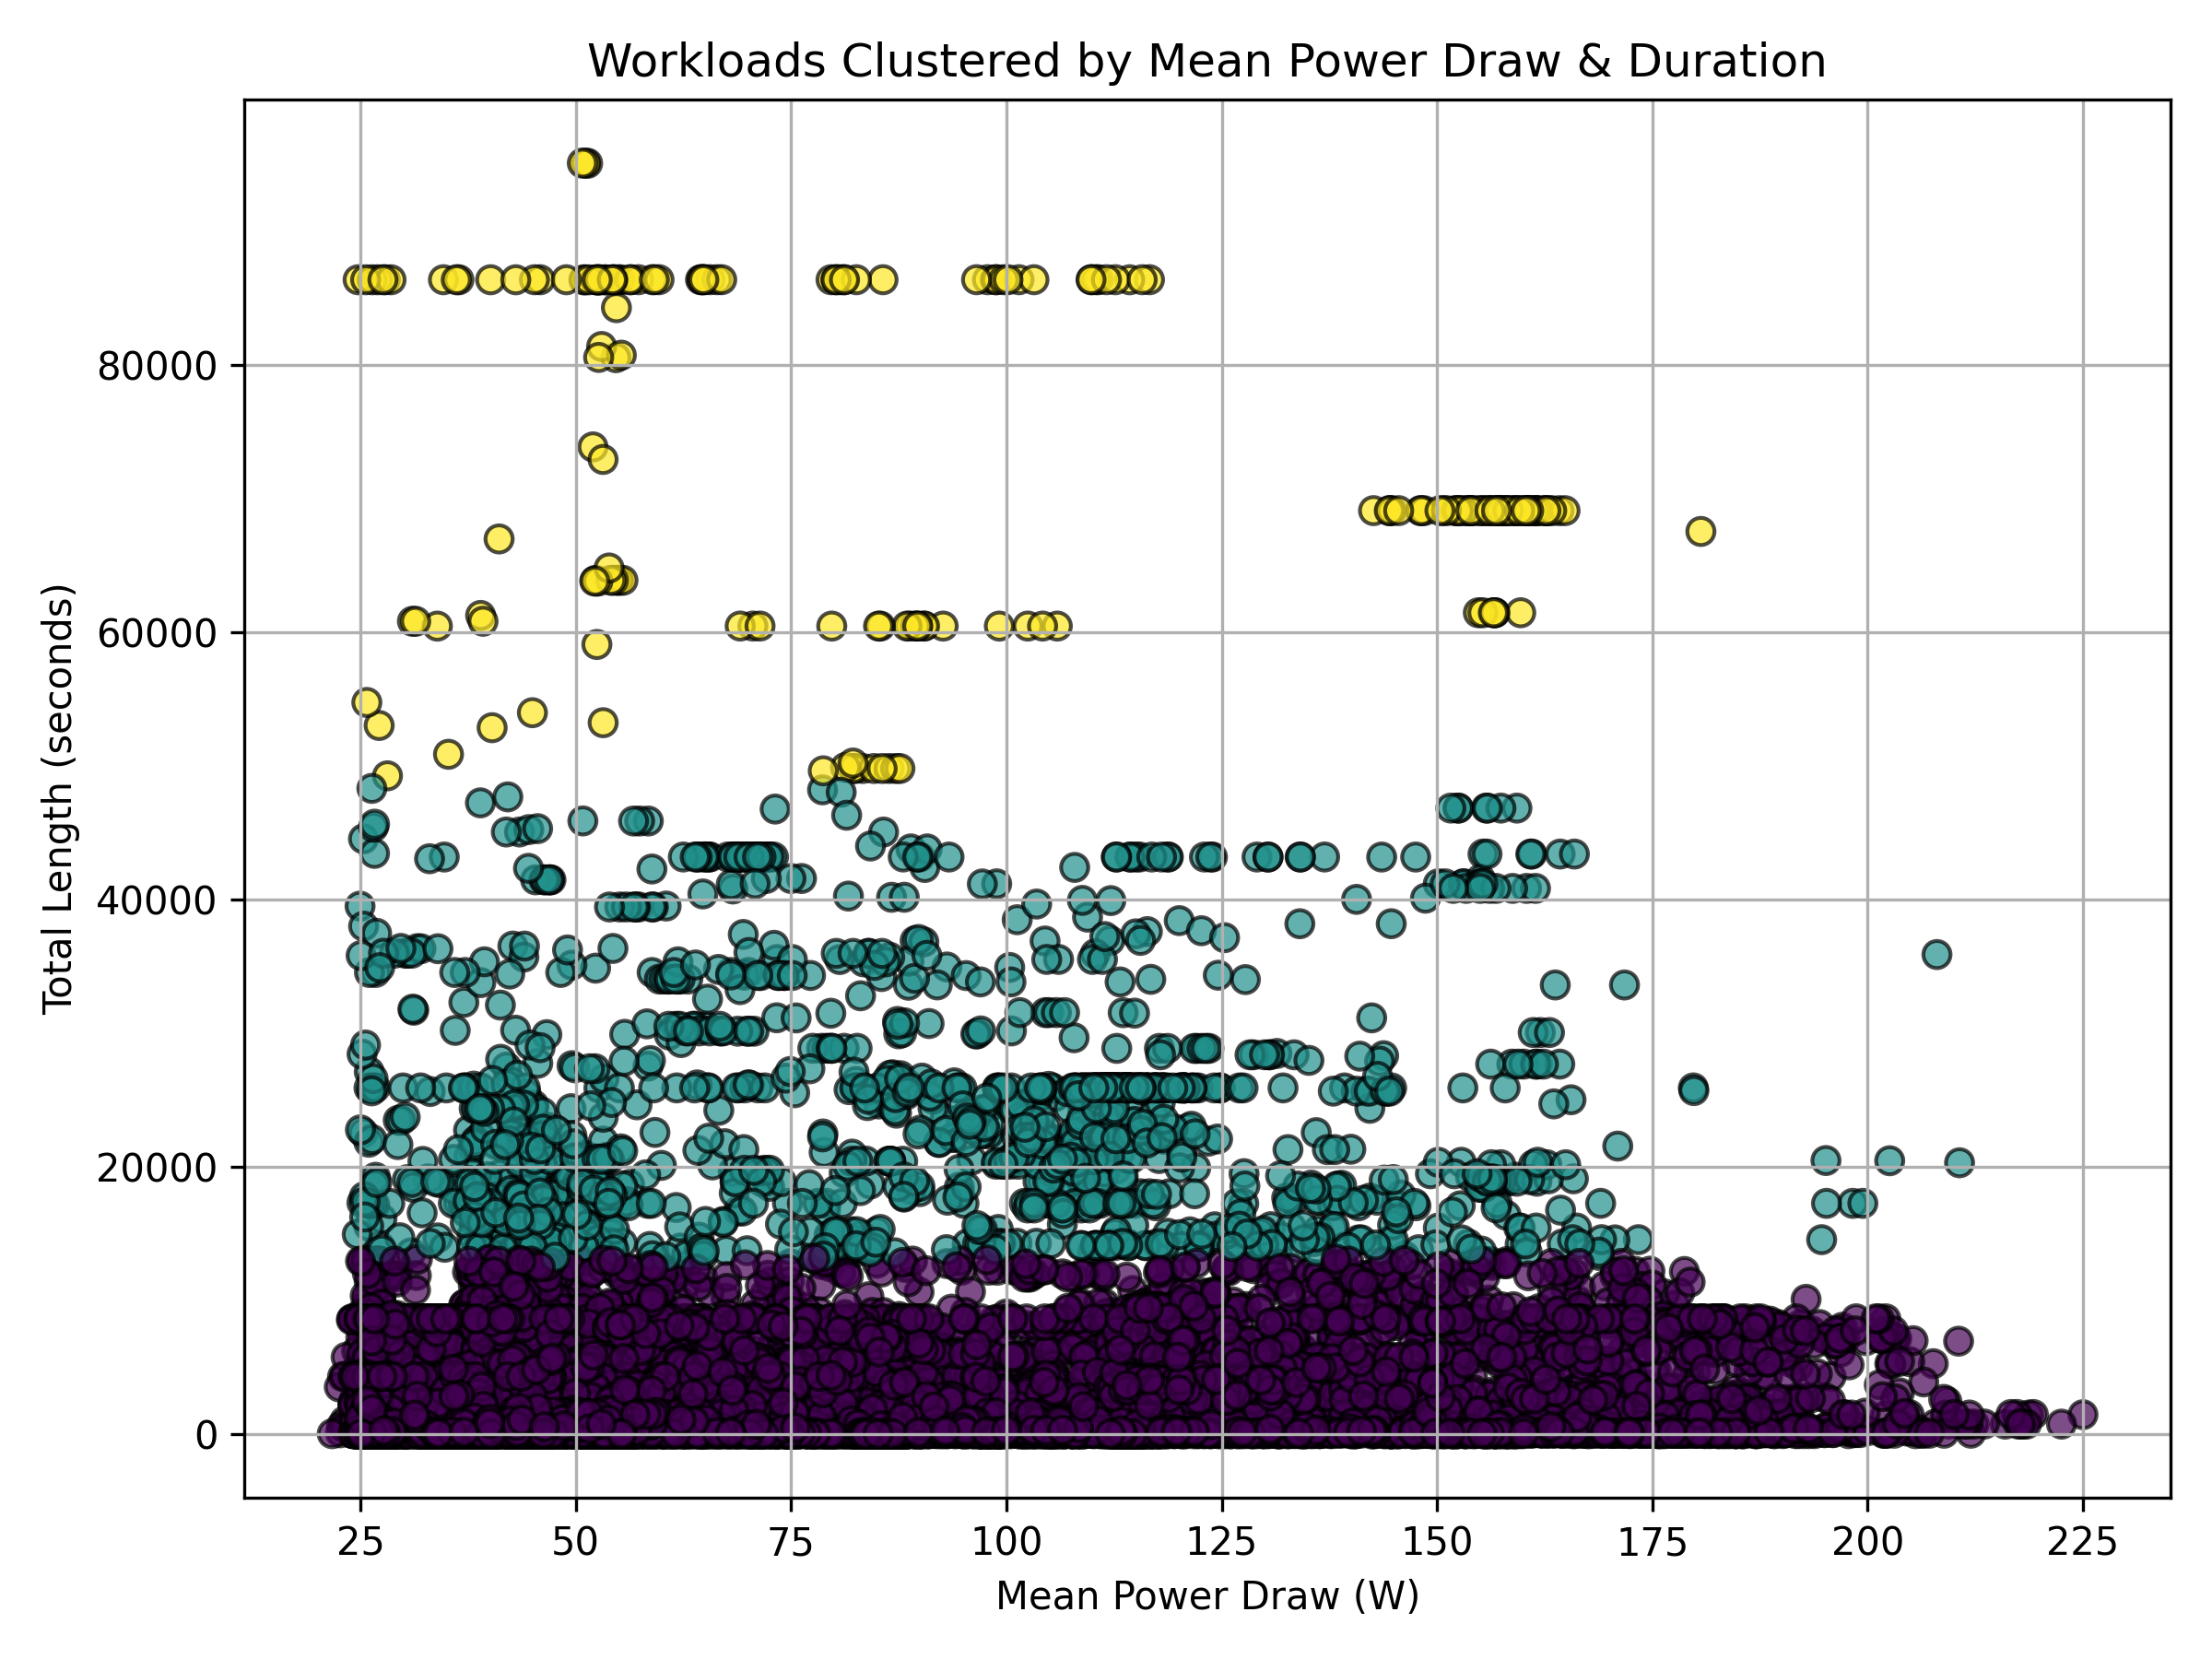 Workloads Clustered by Mean Power Draw & Duration
Total Length (seconds)
80000
60000
40000
20000
0
25 50 75 100 125 150 175 200 225
Mean Power Draw (W)